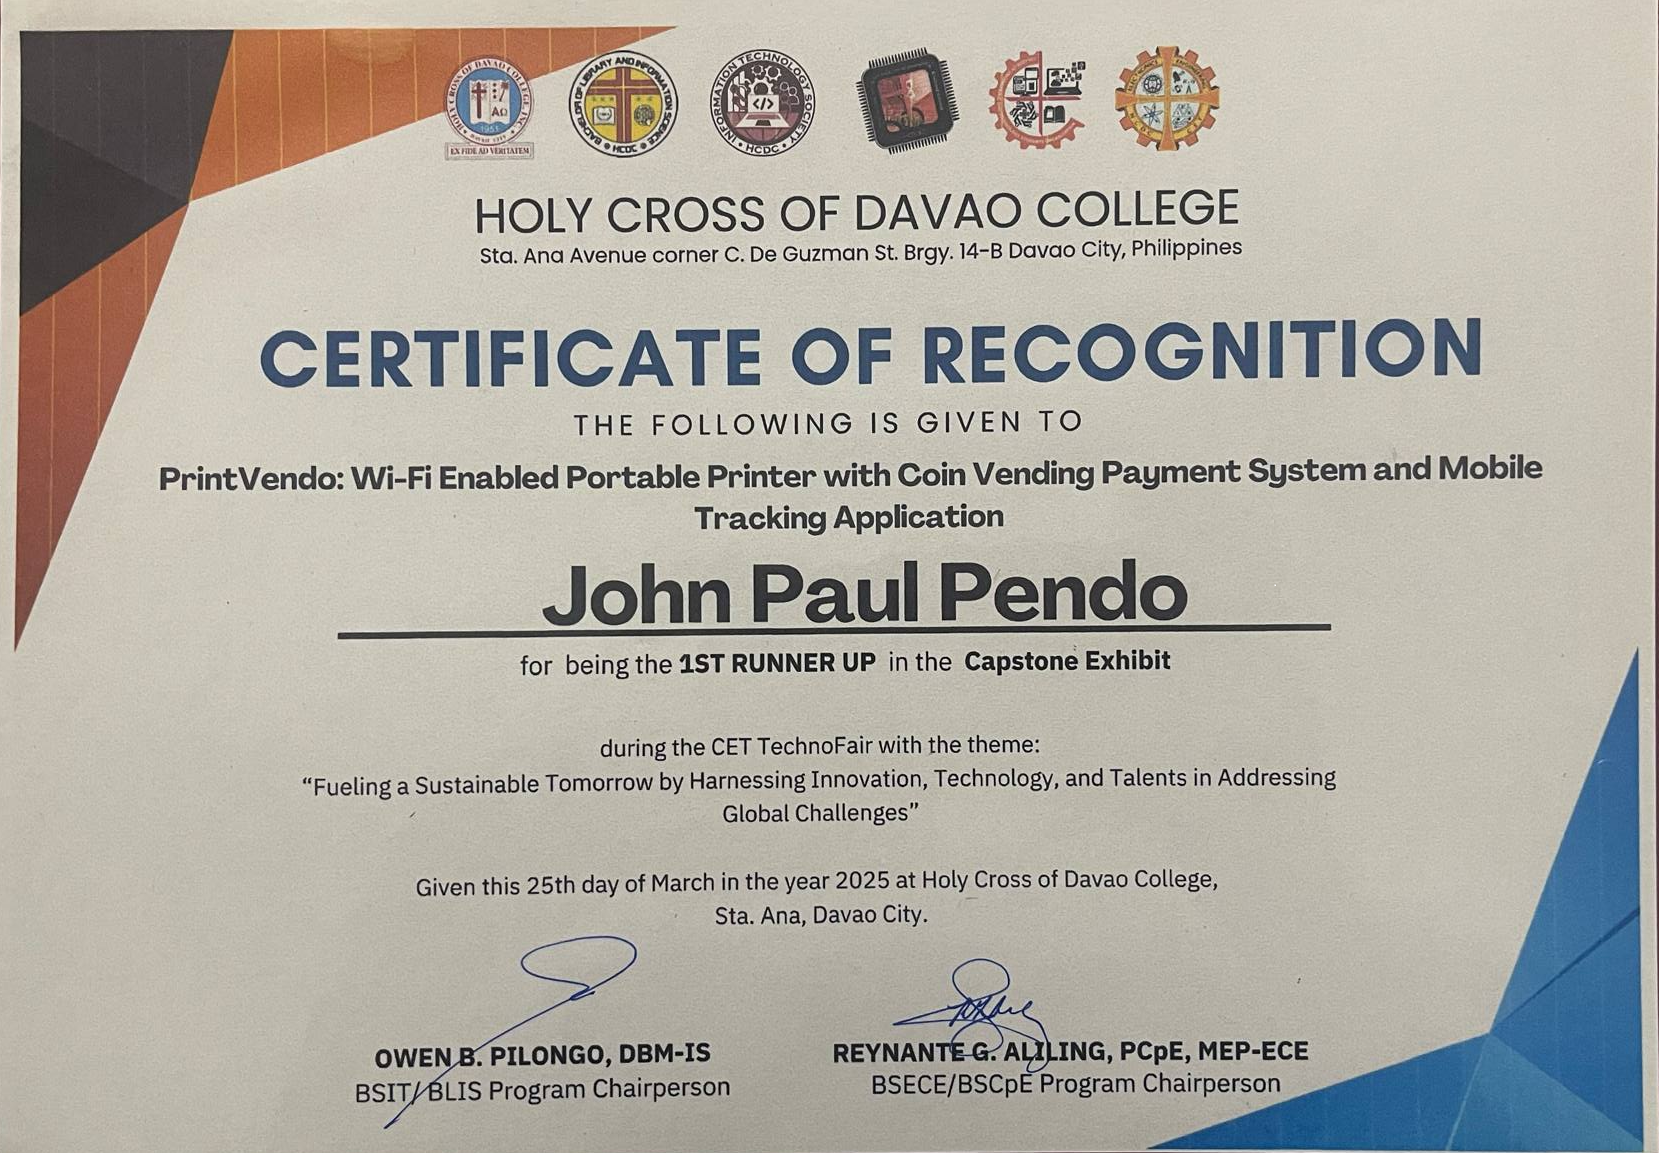 HOLY CROSS OF DAVAO COLLEGE INC.
1951
DAVAO CITY
EX FIDE AD VERITATEM
BACHELOR OF LIBRARY AND INFORMATION SCIENCE
HCDC
INFORMATION TECHNOLOGY SOCIETY
HCDC
HOLY CROSS OF DAVAO COLLEGE
Sta. Ana Avenue corner C. De Guzman St. Brgy. 14-B Davao City, Philippines
CERTIFICATE OF RECOGNITION
THE FOLLOWING IS GIVEN TO
PrintVendo: Wi-Fi Enabled Portable Printer with Coin Vending Payment System and Mobile
Tracking Application
John Paul Pendo
for being the 1ST RUNNER UP in the Capstone Exhibit
during the CET TechnoFair with the theme:
“Fueling a Sustainable Tomorrow by Harnessing Innovation, Technology, and Talents in Addressing
Global Challenges”
Given this 25th day of March in the year 2025 at Holy Cross of Davao College,
Sta. Ana, Davao City.
OWEN B. PILONGO, DBM-IS
BSIT/BLIS Program Chairperson
REYNANTE G. ALILING, PCpE, MEP-ECE
BSECE/BSCpE Program Chairperson